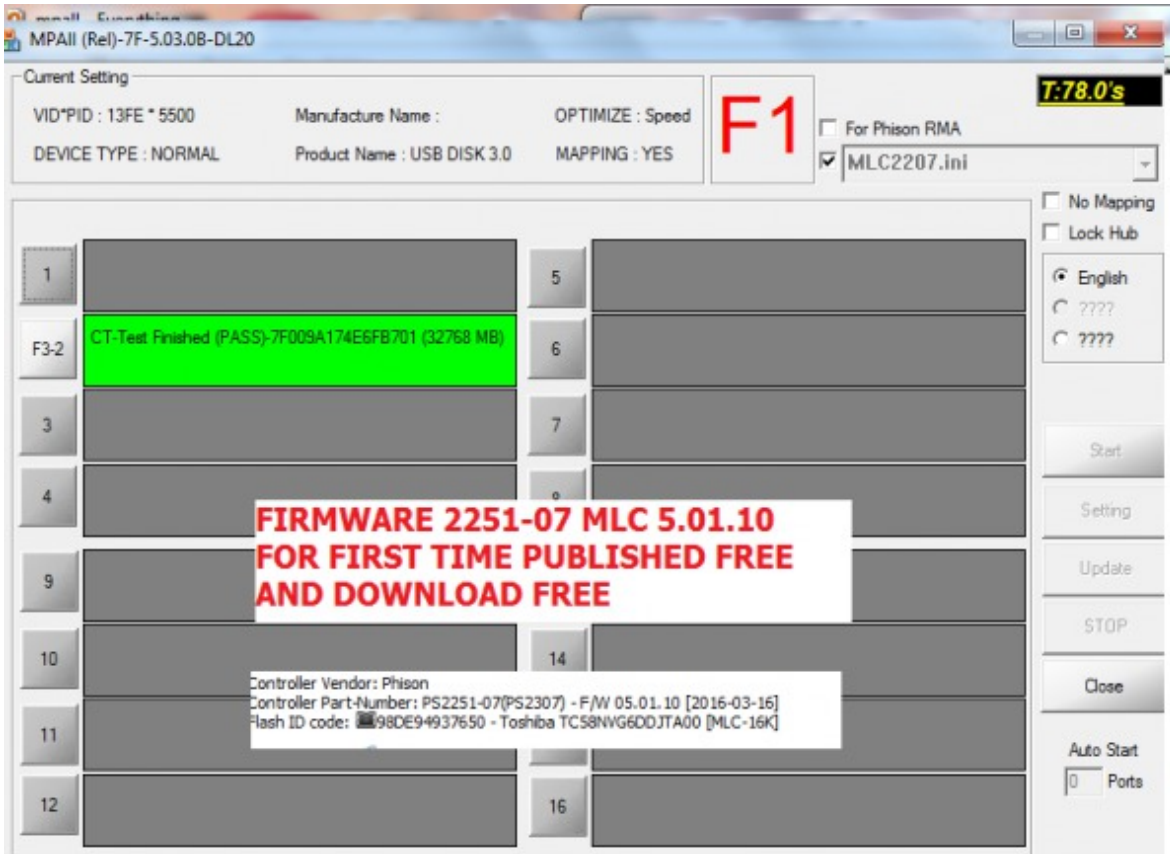 MPAll (Rel)-7F-5.03.0B-DL20
Current Setting
VID*PID : 13FE * 5500 Manufacture Name : OPTIMIZE : Speed
DEVICE TYPE : NORMAL Product Name : USB DISK 3.0 MAPPING : YES
F1
T:78.0's
For Phison RMA
MLC2207.ini
No Mapping
Lock Hub
English
????
????
1
5
F3-2
CT-Test Finished (PASS)-7F009A174E6FB701 (32768 MB)
6
3
7
4
FIRMWARE 2251-07 MLC 5.01.10
FOR FIRST TIME PUBLISHED FREE
AND DOWNLOAD FREE
9
10
14
Controller Vendor: Phison
Controller Part-Number: PS2251-07(PS2307) - F/W 05.01.10 [2016-03-16]
Flash ID code: 98DE94937650 - Toshiba TC58NVG6DDJTA00 [MLC-16K]
11
12
16
Start
Setting
Update
STOP
Close
Auto Start
0 Ports